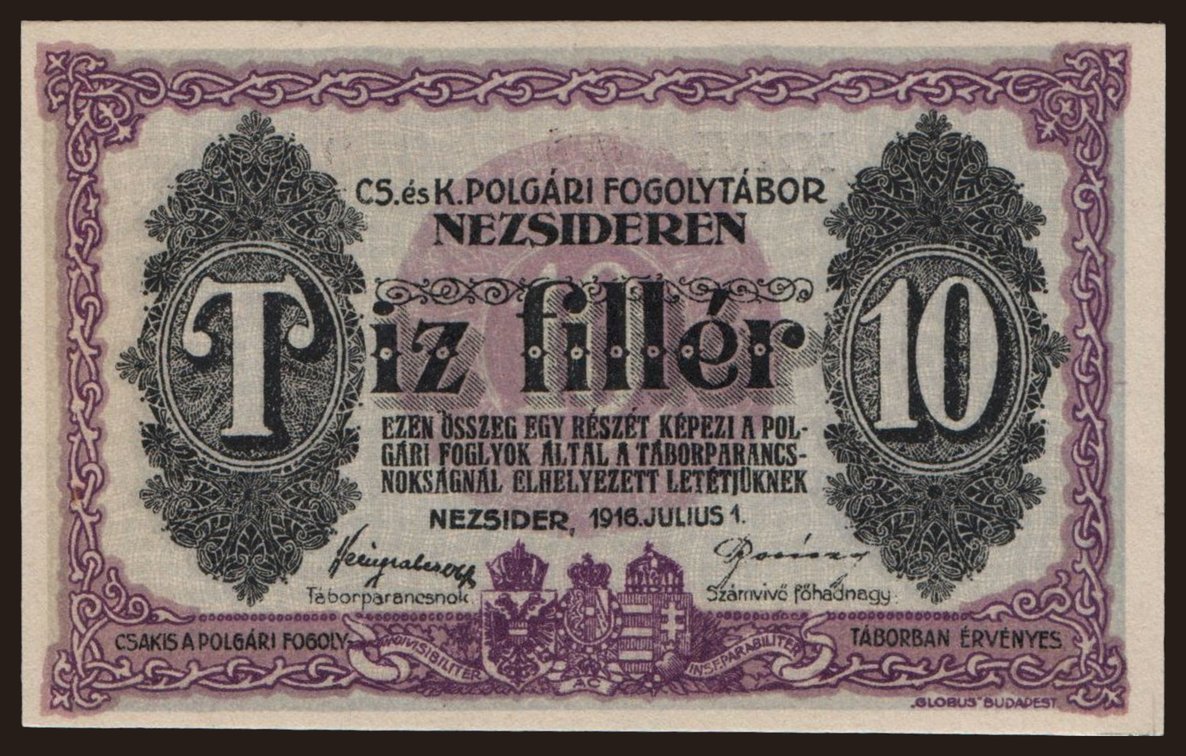 CS. és K. POLGÁRI FOGOLYTÁBOR
NEZSIDEREN
Tiz fillér
10
EZEN ÖSSZEG EGY RÉSZÉT KÉPEZI A POL-
GÁRI FOGLYOK ÁLTAL A TÁBORPARANCS-
NOKSÁGNÁL ELHELYEZETT LETÉTJÜKNEK
NEZSIDER, 1916. JULIUS 1.
Táborparancsnok.
Számvivő főhadnagy.
CSAKIS A POLGÁRI FOGOLY-
TÁBORBAN ÉRVÉNYES
INDIVISIBILITER
AC
INSEPARABILITER
„GLOBUS" BUDAPEST.